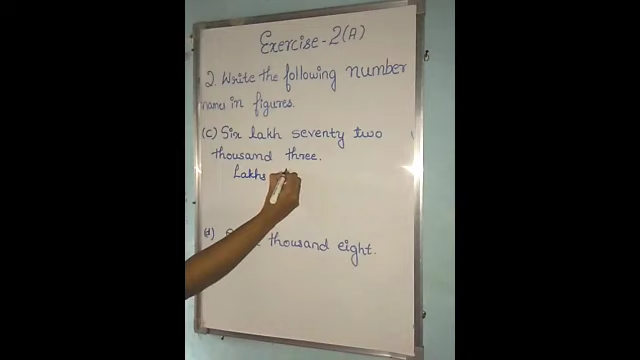 Exercise-2(A)
2. Write the following number
names in figures.
(c) Six lakh seventy two
thousand three.
Lakhs
(d) thousand eight.